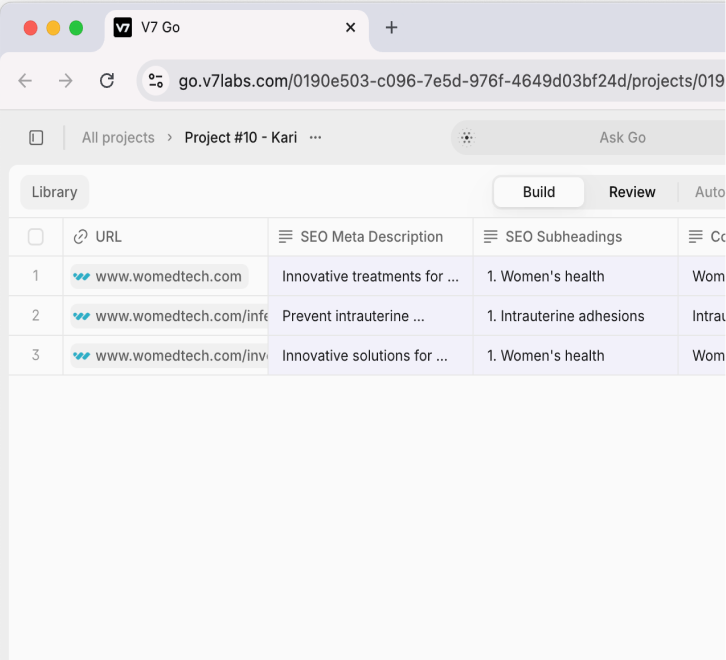 V7 V7 Go
go.v7labs.com/0190e503-c096-7e5d-976f-4649d03bf24d/projects/019
All projects › Project #10 - Kari ··· Ask Go
Library Build Review Auto
URL SEO Meta Description SEO Subheadings Co
1 www.womedtech.com Innovative treatments for ... 1. Women's health Wom
2 www.womedtech.com/infe Prevent intrauterine ... 1. Intrauterine adhesions Intrau
3 www.womedtech.com/inv Innovative solutions for ... 1. Women's health Wom